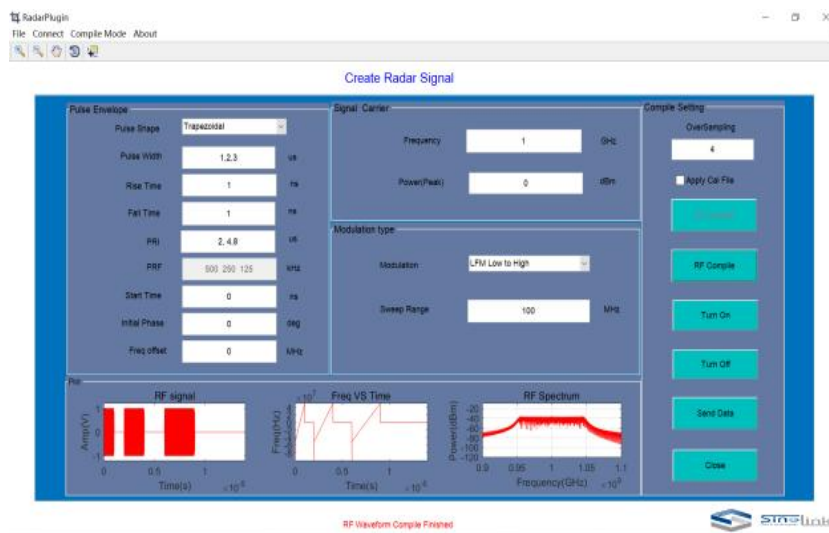 RadarPlugin
File Connect Compile Mode About
Create Radar Signal
Pulse Envelope
Pulse Shape Trapezoidal
Pulse Width 1,2,3 us
Rise Time 1 ns
Fall Time 1 ns
PRI 2, 4,8 us
PRF 500 250 125 kHz
Start Time 0 ns
Initial Phase 0 deg
Freq offset 0 MHz
Signal Carrier
Frequency 1 GHz
Power(Peak) 0 dBm
Modulation type
Modulation LFM Low to High
Sweep Range 100 MHz
Compile Setting
OverSampling
4
Apply Cal File
RF Compile
Turn On
Turn Off
Send Data
Close
RF signal
Amp(V)
1
0
-1
0 0.5 1
Time(s)
Freq VS Time
Freq(Hz)
0 0.5 1
Time(s)
RF Spectrum
Power(dBm)
-20
-40
-60
-80
-100
-120
0.9 0.95 1 1.05 1.1
Frequency(GHz)
RF Waveform Compile Finished
sinolink